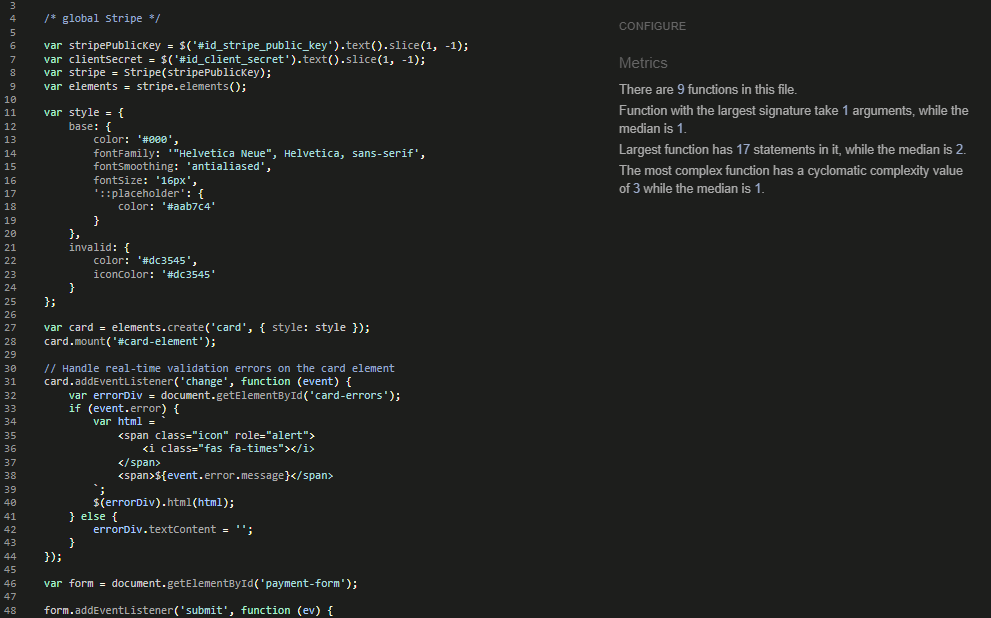 3
4 /* global Stripe */
5
6 var stripePublicKey = $('#id_stripe_public_key').text().slice(1, -1);
7 var clientSecret = $('#id_client_secret').text().slice(1, -1);
8 var stripe = Stripe(stripePublicKey);
9 var elements = stripe.elements();
10
11 var style = {
12     base: {
13         color: '#000',
14         fontFamily: '"Helvetica Neue", Helvetica, sans-serif',
15         fontSmoothing: 'antialiased',
16         fontSize: '16px',
17         '::placeholder': {
18             color: '#aab7c4'
19         }
20     },
21     invalid: {
22         color: '#dc3545',
23         iconColor: '#dc3545'
24     }
25 };
26
27 var card = elements.create('card', { style: style });
28 card.mount('#card-element');
29
30 // Handle real-time validation errors on the card element
31 card.addEventListener('change', function (event) {
32     var errorDiv = document.getElementById('card-errors');
33     if (event.error) {
34         var html = `
35             <span class="icon" role="alert">
36                 <i class="fas fa-times"></i>
37             </span>
38             <span>${event.error.message}</span>
39         `;
40         $(errorDiv).html(html);
41     } else {
42         errorDiv.textContent = '';
43     }
44 });
45
46 var form = document.getElementById('payment-form');
47
48 form.addEventListener('submit', function (ev) {
CONFIGURE
Metrics
There are 9 functions in this file.
Function with the largest signature take 1 arguments, while the
median is 1.
Largest function has 17 statements in it, while the median is 2.
The most complex function has a cyclomatic complexity value
of 3 while the median is 1.